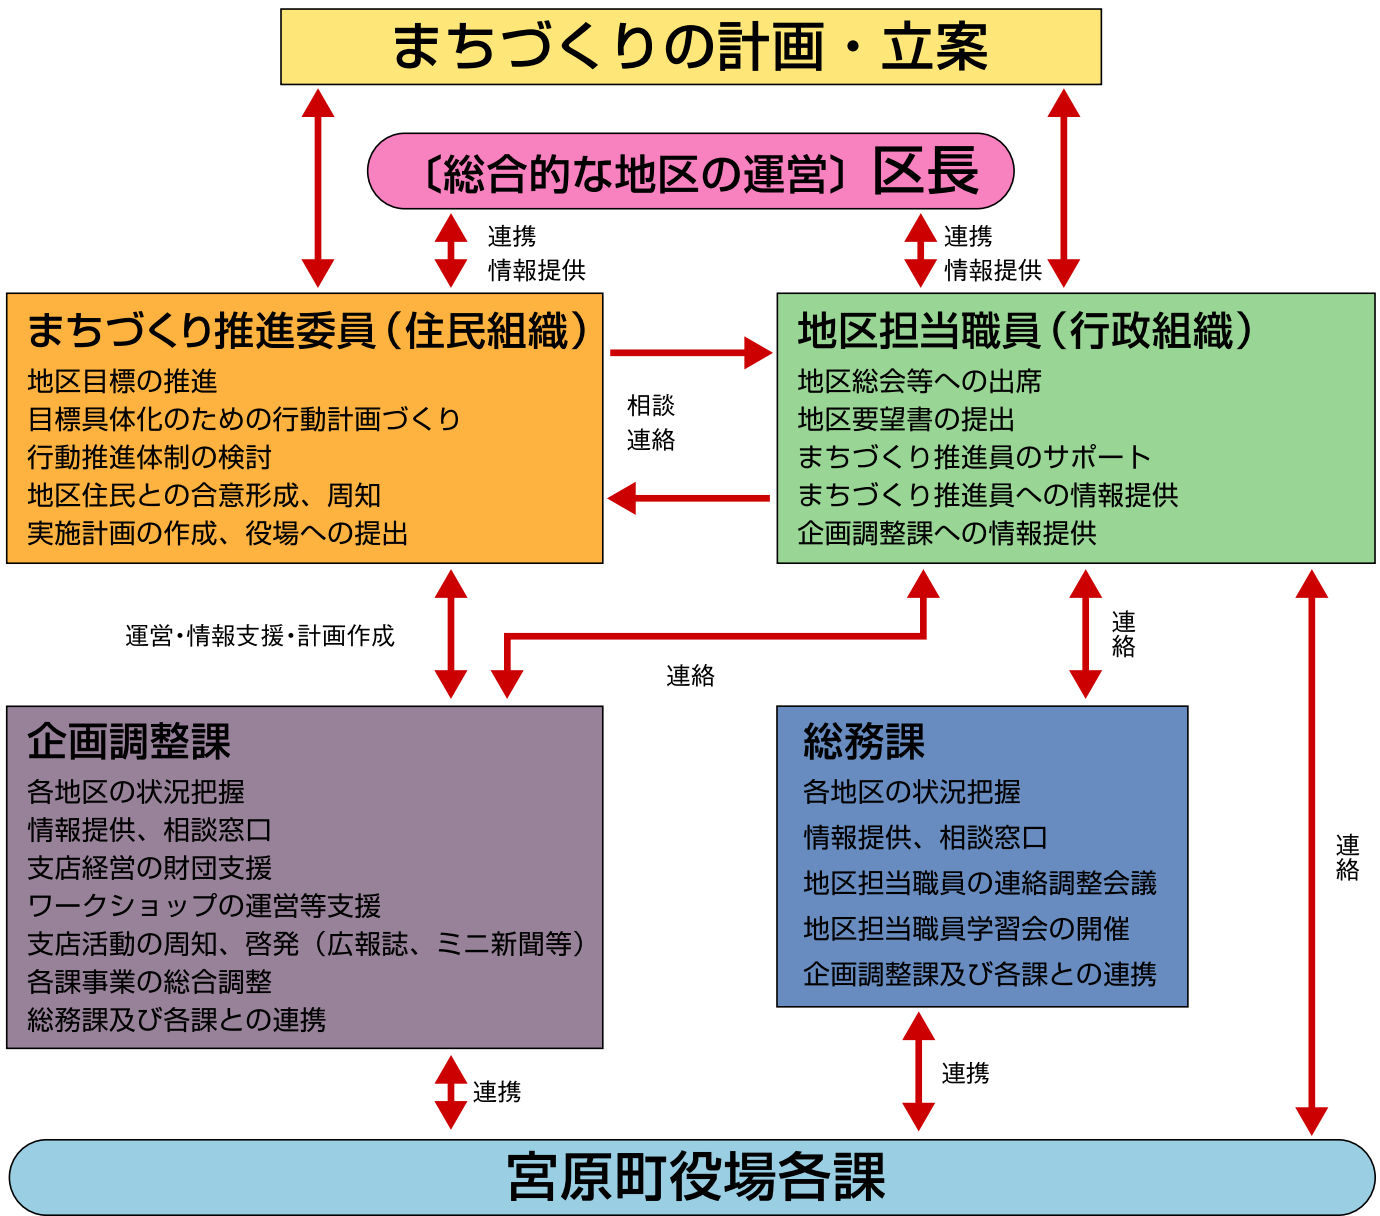 まちづくりの計画・立案
〔総合的な地区の運営〕区長
連携
情報提供
連携
情報提供
まちづくり推進委員（住民組織）
地区目標の推進
目標具体化のための行動計画づくり
行動推進体制の検討
地区住民との合意形成、周知
実施計画の作成、役場への提出
相談
連絡
地区担当職員（行政組織）
地区総会等への出席
地区要望書の提出
まちづくり推進員のサポート
まちづくり推進員への情報提供
企画調整課への情報提供
運営・情報支援・計画作成
連絡
連絡
連絡
企画調整課
各地区の状況把握
情報提供、相談窓口
支店経営の財団支援
ワークショップの運営等支援
支店活動の周知、啓発（広報誌、ミニ新聞等）
各課事業の総合調整
総務課及び各課との連携
総務課
各地区の状況把握
情報提供、相談窓口
地区担当職員の連絡調整会議
地区担当職員学習会の開催
企画調整課及び各課との連携
連携
連携
宮原町役場各課